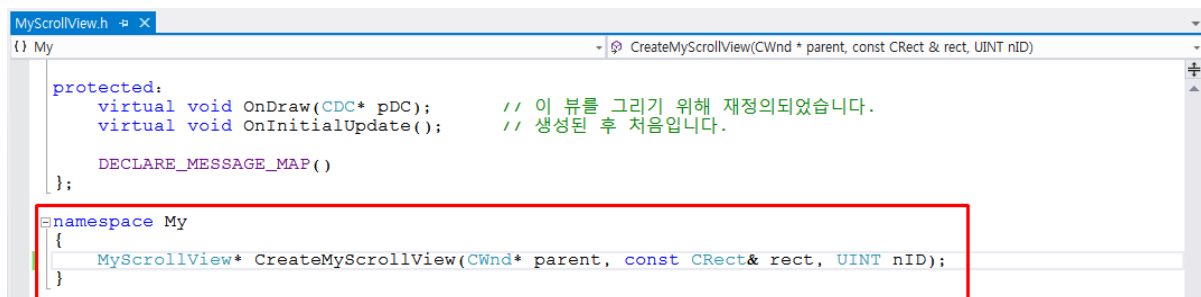 MyScrollView.h
{} My
CreateMyScrollView(CWnd * parent, const CRect & rect, UINT nID)
protected:
virtual void OnDraw(CDC* pDC); // 이 뷰를 그리기 위해 재정의되었습니다.
virtual void OnInitialUpdate(); // 생성된 후 처음입니다.
DECLARE_MESSAGE_MAP()
};
namespace My
{
MyScrollView* CreateMyScrollView(CWnd* parent, const CRect& rect, UINT nID);
}